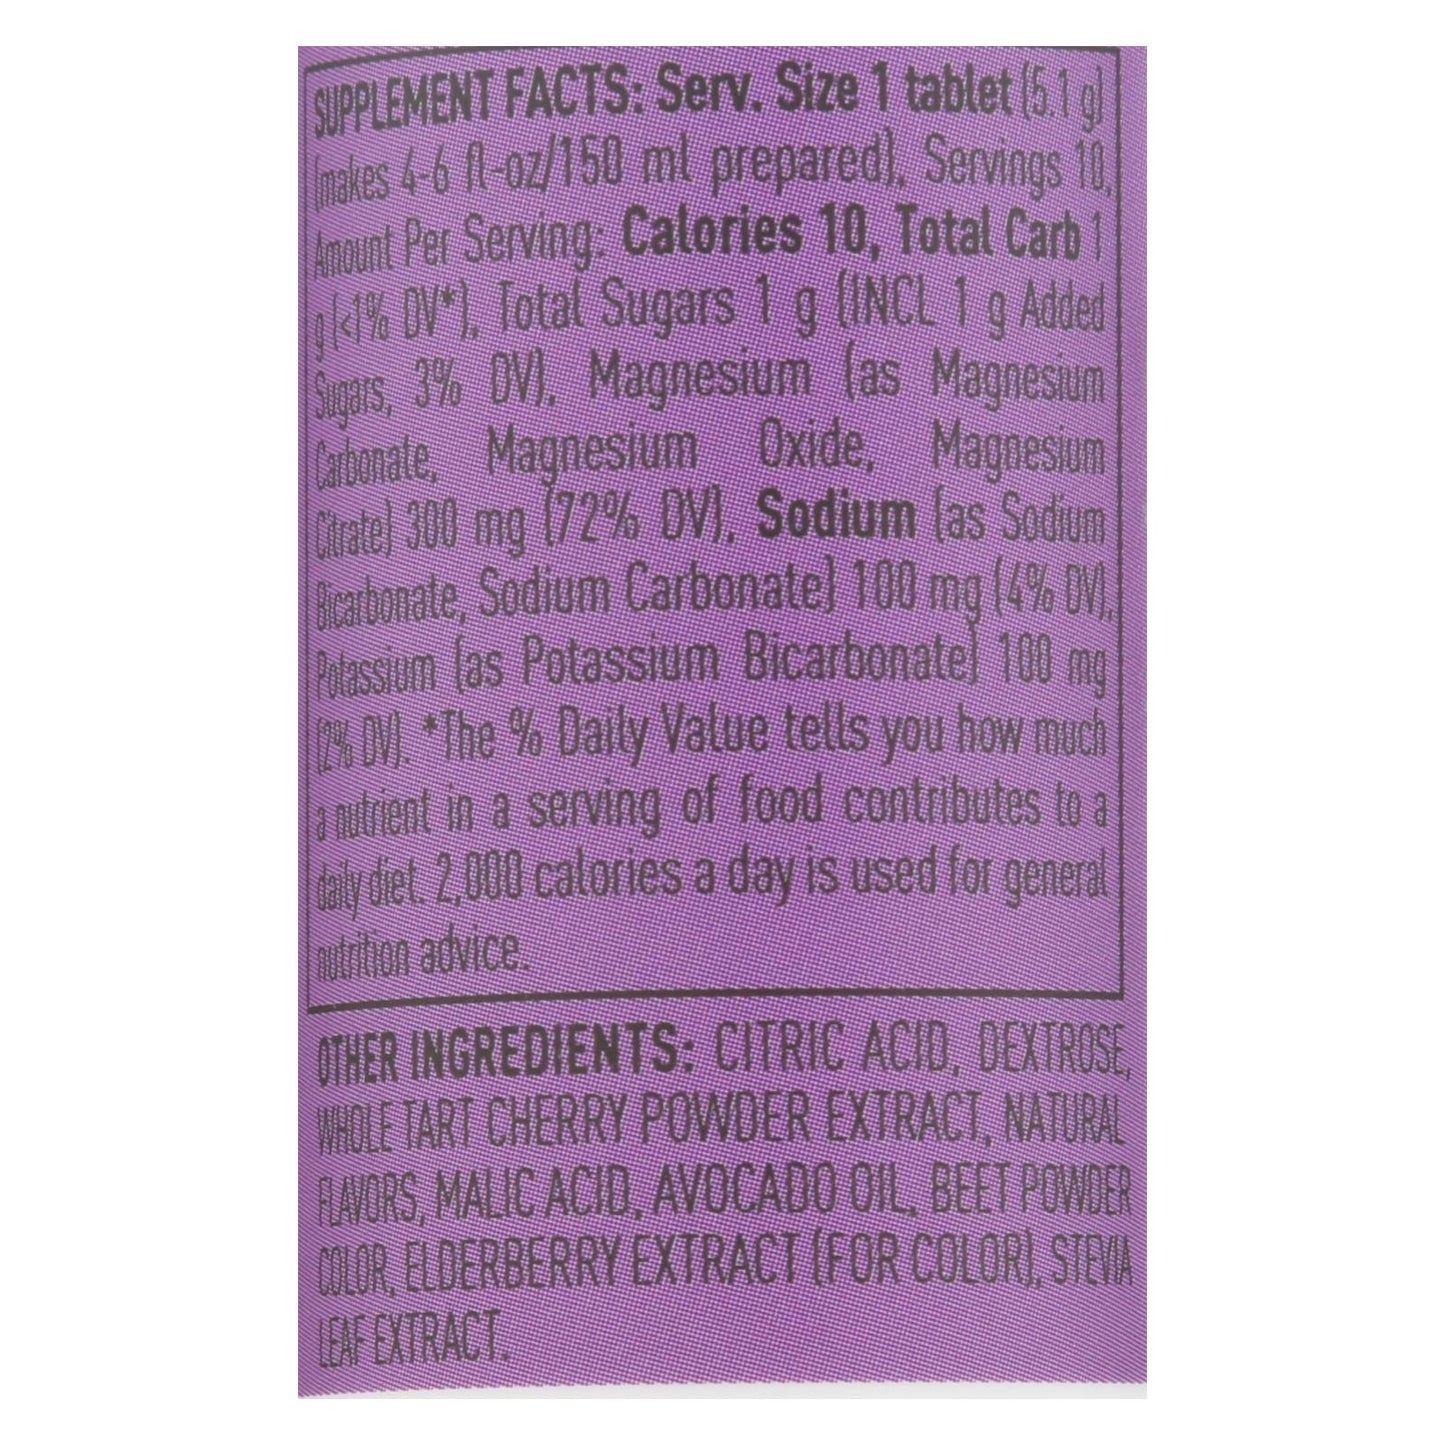 SUPPLEMENT FACTS: Serv. Size 1 tablet (5.1 g)
(makes 4-6 fl-oz/150 ml prepared), Servings 10,
Amount Per Serving: Calories 10, Total Carb 1
g (<1% DV*), Total Sugars 1 g (INCL 1 g Added
Sugars, 3% DV), Magnesium (as Magnesium
Carbonate, Magnesium Oxide, Magnesium
Citrate) 300 mg (72% DV), Sodium (as Sodium
Bicarbonate, Sodium Carbonate) 100 mg (4% DV),
Potassium (as Potassium Bicarbonate) 100 mg
(2% DV). *The % Daily Value tells you how much
a nutrient in a serving of food contributes to a
daily diet. 2,000 calories a day is used for general
nutrition advice.
OTHER INGREDIENTS: CITRIC ACID, DEXTROSE,
WHOLE TART CHERRY POWDER EXTRACT, NATURAL
FLAVORS, MALIC ACID, AVOCADO OIL, BEET POWDER
COLOR, ELDERBERRY EXTRACT (FOR COLOR), STEVIA
LEAF EXTRACT.